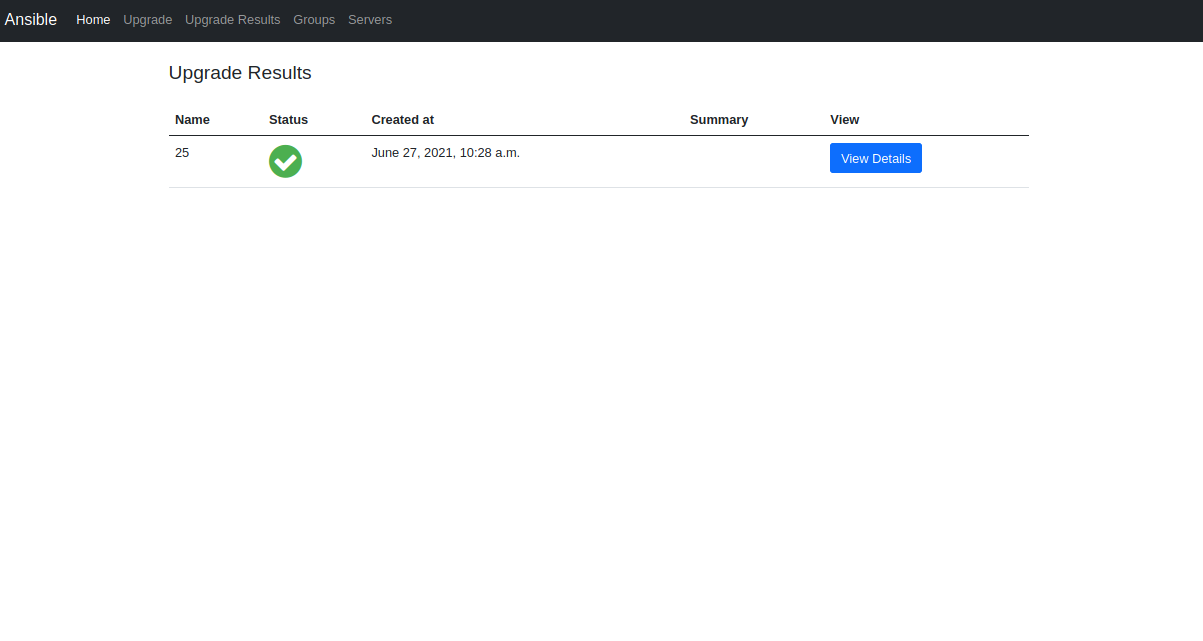 Ansible Home Upgrade Upgrade Results Groups Servers
Upgrade Results
Name Status Created at Summary View
25 June 27, 2021, 10:28 a.m. View Details